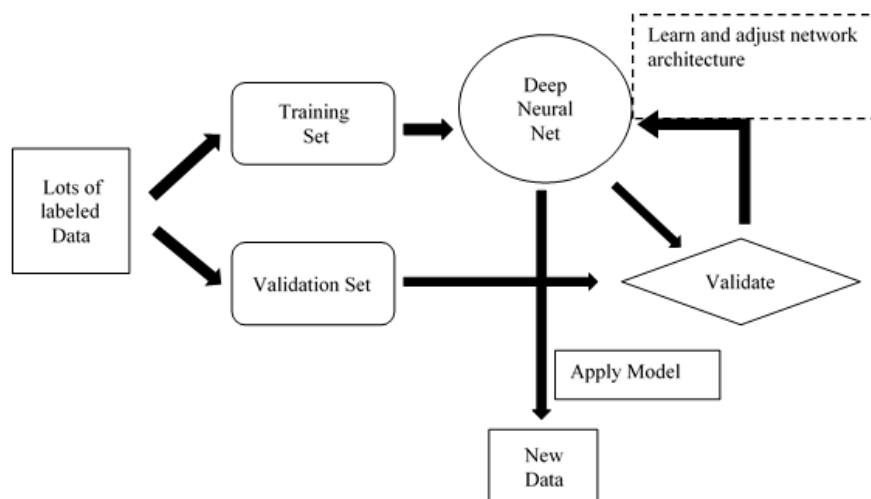 Learn and adjust network
architecture
Deep
Neural
Net
Training
Set
Lots of
labeled
Data
Validation Set
Validate
Apply Model
New
Data